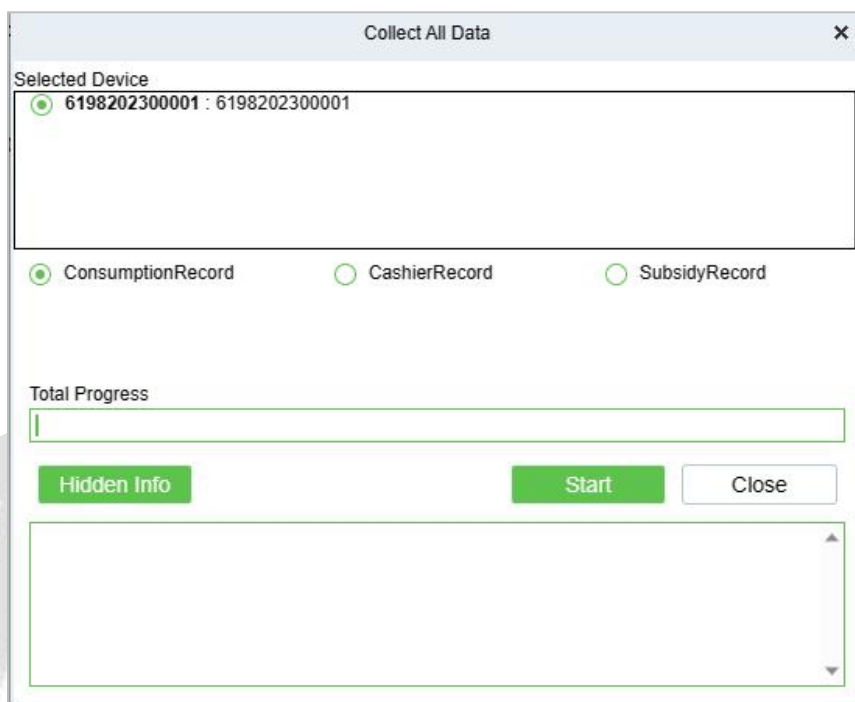 Collect All Data
Selected Device
6198202300001 : 6198202300001
ConsumptionRecord CashierRecord SubsidyRecord
Total Progress
Hidden Info Start Close